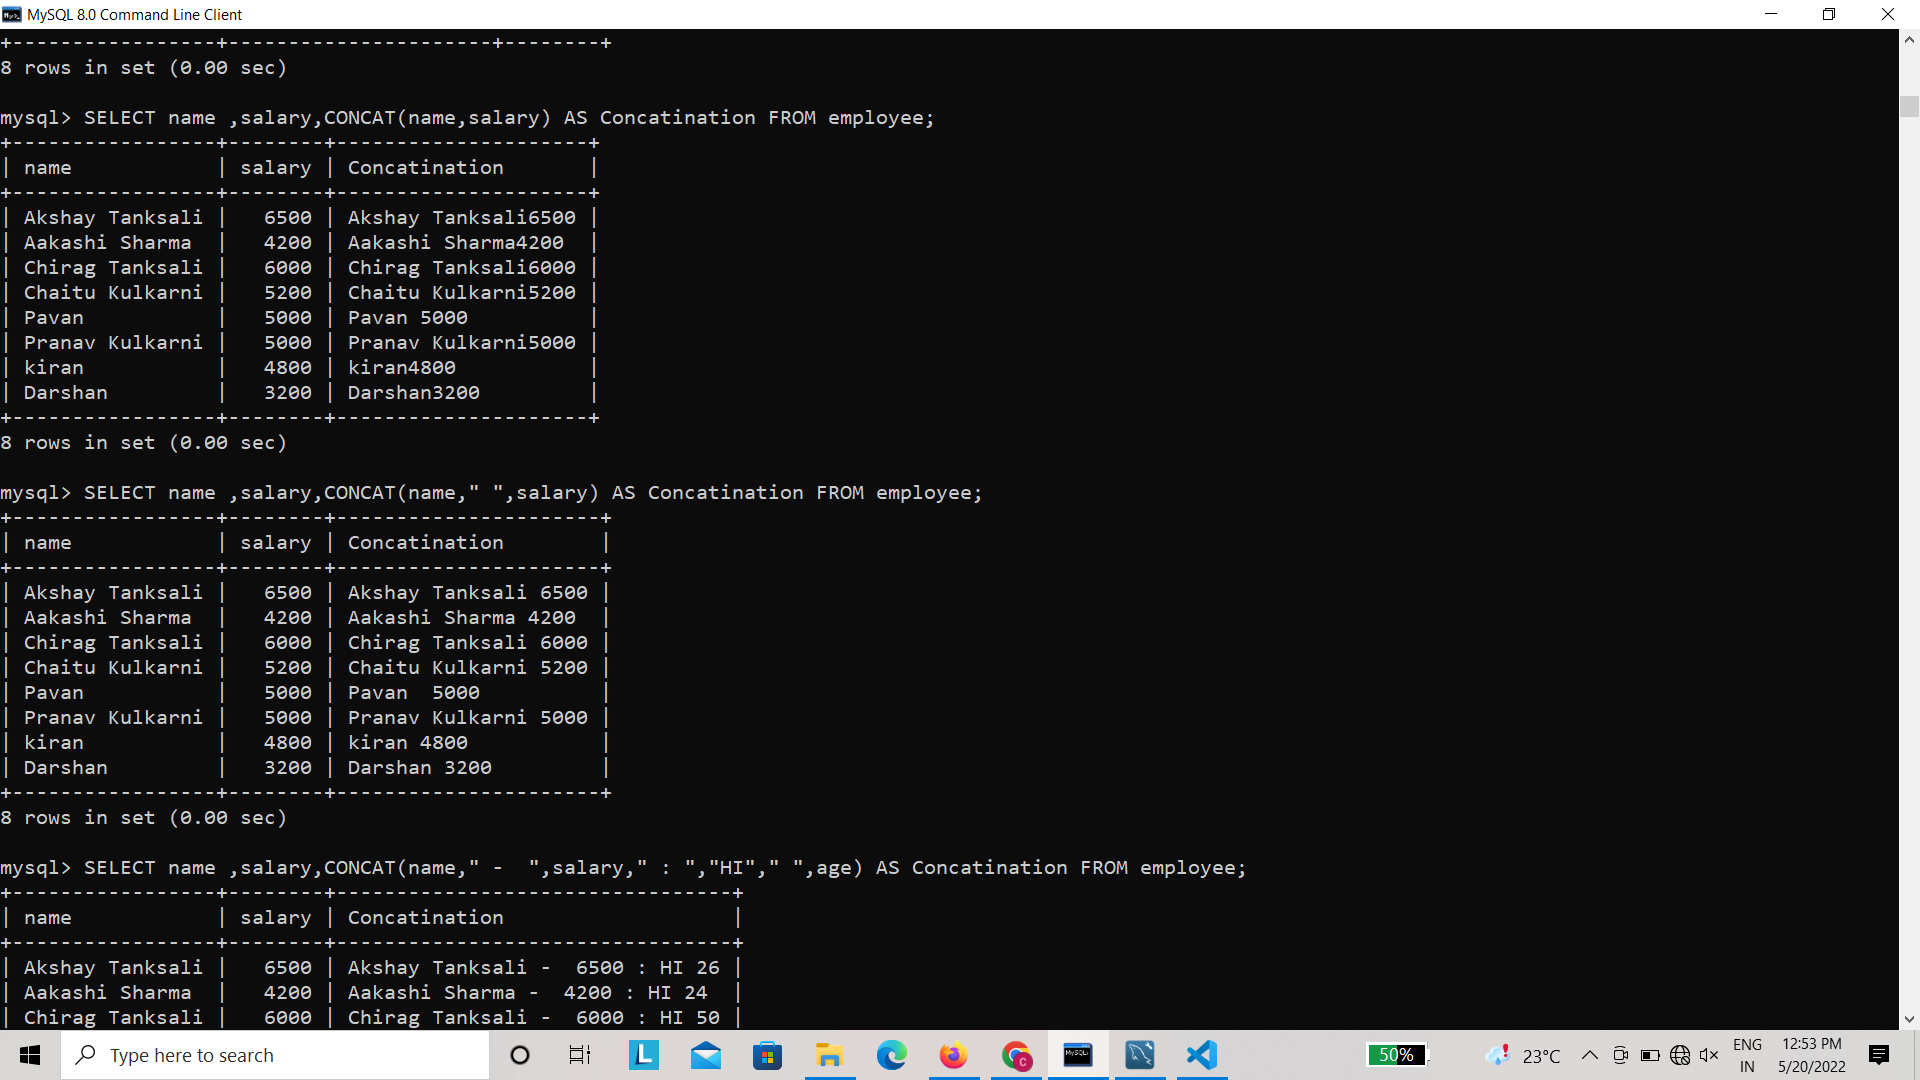 MySQL 8.0 Command Line Client
+-----------------+----------------------+--------+
8 rows in set (0.00 sec)
mysql> SELECT name ,salary,CONCAT(name,salary) AS Concatination FROM employee;
+-----------------+--------+---------------------+
| name            | salary | Concatination       |
+-----------------+--------+---------------------+
| Akshay Tanksali |   6500 | Akshay Tanksali6500 |
| Aakashi Sharma  |   4200 | Aakashi Sharma4200  |
| Chirag Tanksali |   6000 | Chirag Tanksali6000 |
| Chaitu Kulkarni |   5200 | Chaitu Kulkarni5200 |
| Pavan           |   5000 | Pavan 5000          |
| Pranav Kulkarni |   5000 | Pranav Kulkarni5000 |
| kiran           |   4800 | kiran4800           |
| Darshan         |   3200 | Darshan3200         |
+-----------------+--------+---------------------+
8 rows in set (0.00 sec)
mysql> SELECT name ,salary,CONCAT(name," ",salary) AS Concatination FROM employee;
+-----------------+--------+----------------------+
| name            | salary | Concatination        |
+-----------------+--------+----------------------+
| Akshay Tanksali |   6500 | Akshay Tanksali 6500 |
| Aakashi Sharma  |   4200 | Aakashi Sharma 4200  |
| Chirag Tanksali |   6000 | Chirag Tanksali 6000 |
| Chaitu Kulkarni |   5200 | Chaitu Kulkarni 5200 |
| Pavan           |   5000 | Pavan  5000          |
| Pranav Kulkarni |   5000 | Pranav Kulkarni 5000 |
| kiran           |   4800 | kiran 4800           |
| Darshan         |   3200 | Darshan 3200         |
+-----------------+--------+----------------------+
8 rows in set (0.00 sec)
mysql> SELECT name ,salary,CONCAT(name," -  ",salary," : ","HI"," ",age) AS Concatination FROM employee;
+-----------------+--------+---------------------------------+
| name            | salary | Concatination                   |
+-----------------+--------+---------------------------------+
| Akshay Tanksali |   6500 | Akshay Tanksali -  6500 : HI 26 |
| Aakashi Sharma  |   4200 | Aakashi Sharma -  4200 : HI 24  |
| Chirag Tanksali |   6000 | Chirag Tanksali -  6000 : HI 50 |
Type here to search
L
C
MySQL
50%
23°C
ENG
IN
12:53 PM
5/20/2022